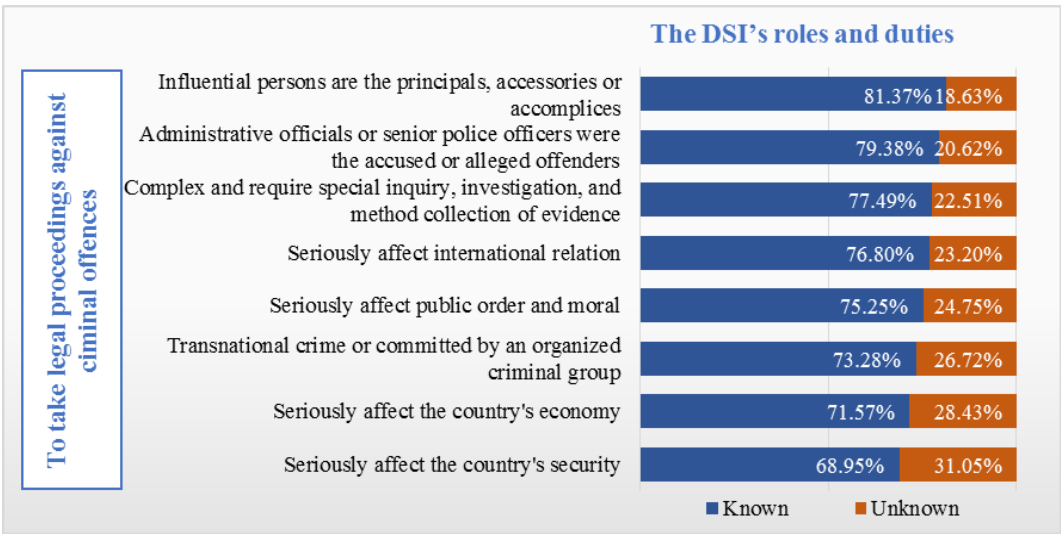 The DSI's roles and duties
To take legal proceedings against
ciminal offences
Influential persons are the principals, accessories or
accomplices
81.37% 18.63%
Administrative officials or senior police officers were
the accused or alleged offenders
79.38% 20.62%
Complex and require special inquiry, investigation, and
method collection of evidence
77.49% 22.51%
Seriously affect international relation
76.80% 23.20%
Seriously affect public order and moral
75.25% 24.75%
Transnational crime or committed by an organized
criminal group
73.28% 26.72%
Seriously affect the country's economy
71.57% 28.43%
Seriously affect the country's security
68.95% 31.05%
Known Unknown